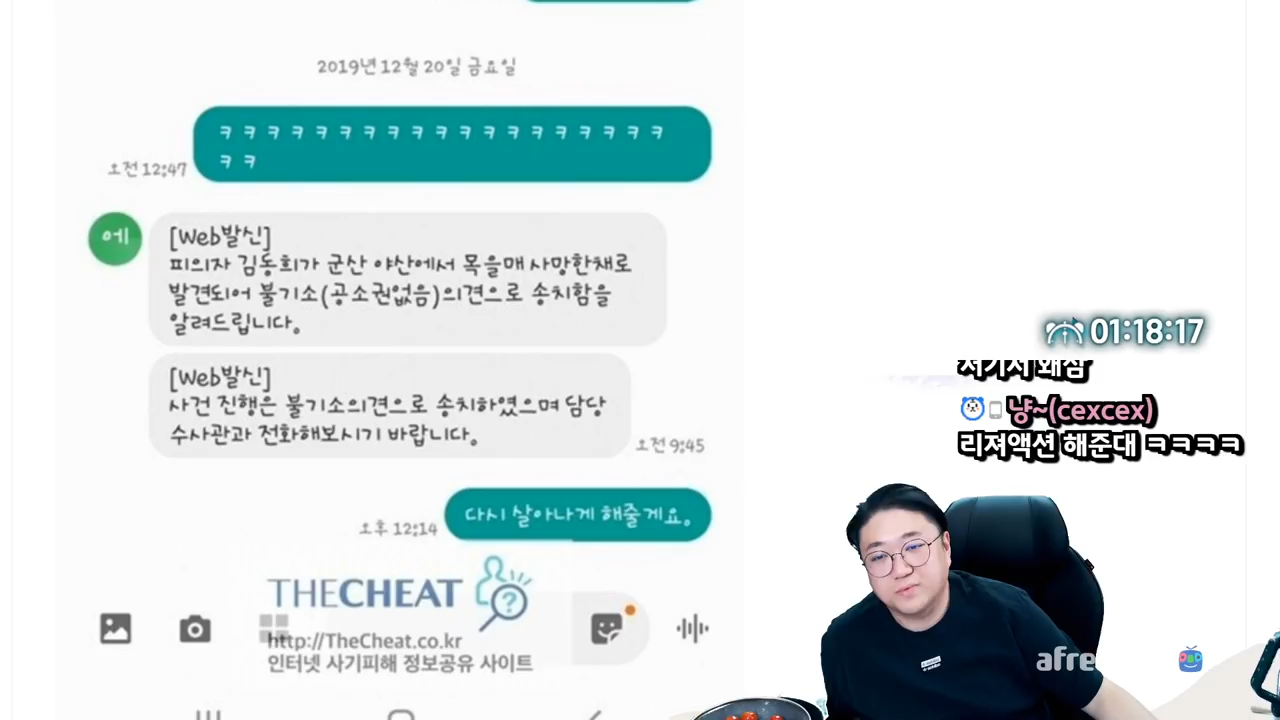 2019년 12월 20일 금요일
ㅋㅋㅋㅋㅋㅋㅋㅋㅋㅋㅋㅋㅋㅋㅋㅋㅋㅋㅋ
ㅋㅋ
오전 12:47
에
[Web발신]
피의자 김동희가 군산 야산에서 목을매 사망한채로
발견되어 불기소(공소권없음)의견으로 송치함을
알려드립니다.
[Web발신]
사건 진행은 불기소의견으로 송치하였으며 담당
수사관과 전화해보시기 바랍니다.
오전 9:45
다시 살아나게 해줄게요.
오후 12:14
THECHEAT
http://TheCheat.co.kr
인터넷 사기피해 정보공유 사이트
01:18:17
냥~(cexcex)
리져액션 해준대 ㅋㅋㅋㅋ
afre